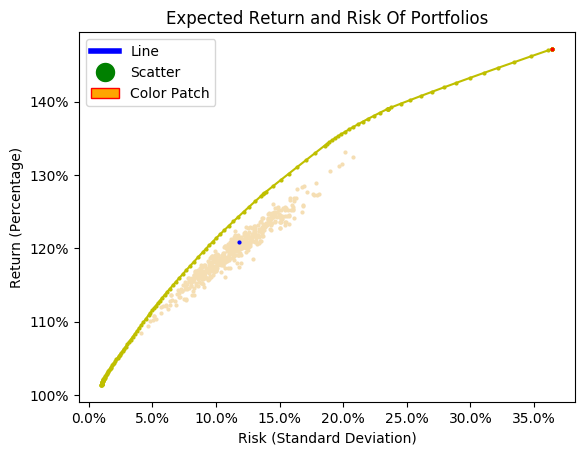 Expected Return and Risk Of Portfolios
Line
Scatter
Color Patch
Return (Percentage)
140%
130%
120%
110%
100%
0.0% 5.0% 10.0% 15.0% 20.0% 25.0% 30.0% 35.0%
Risk (Standard Deviation)